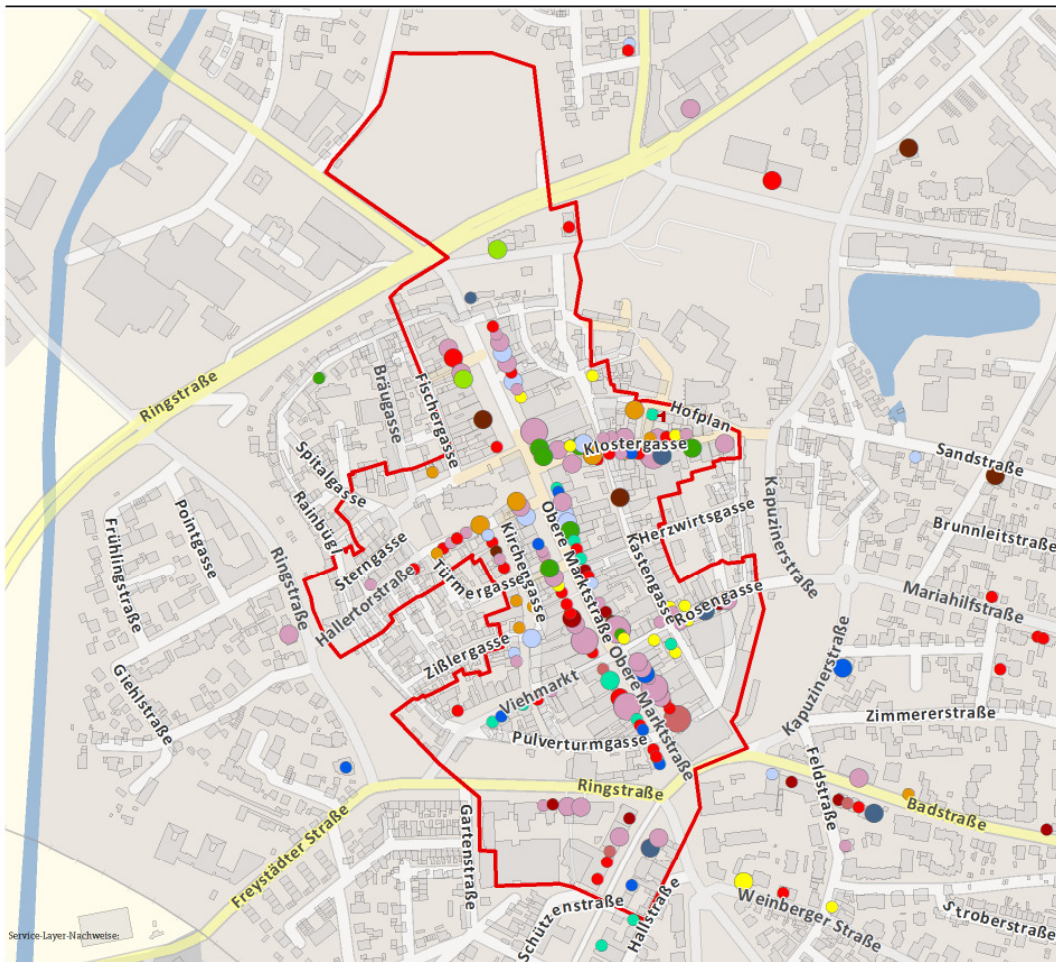 Ringstraße
Bräugasse
Fischergasse
Hofplan
1
Klostergasse
Sandstraße
Spitalgasse
Rainbügl
Frühlingstraße
Pointgasse
Ringstraße
Sterngasse
Hallertorstraße
Türmergasse
Kirchengasse
Obere Marktstraße
Kastengasse
Herzwirtsgasse
Rosengasse
Kapuzinerstraße
Brunnleitstraße
Mariahilfstraße
Giehlstraße
Zißlergasse
Viehmarkt
Obere Marktstraße
Pulverturmgasse
Kapuzinerstraße
Zimmererstraße
Feldstraße
Ringstraße
Badstraße
Freystädter Straße
Gartenstraße
Schützenstraße
Hallstraße
Weinberger Straße
Stroberstraße
Service-Layer-Nachweise: